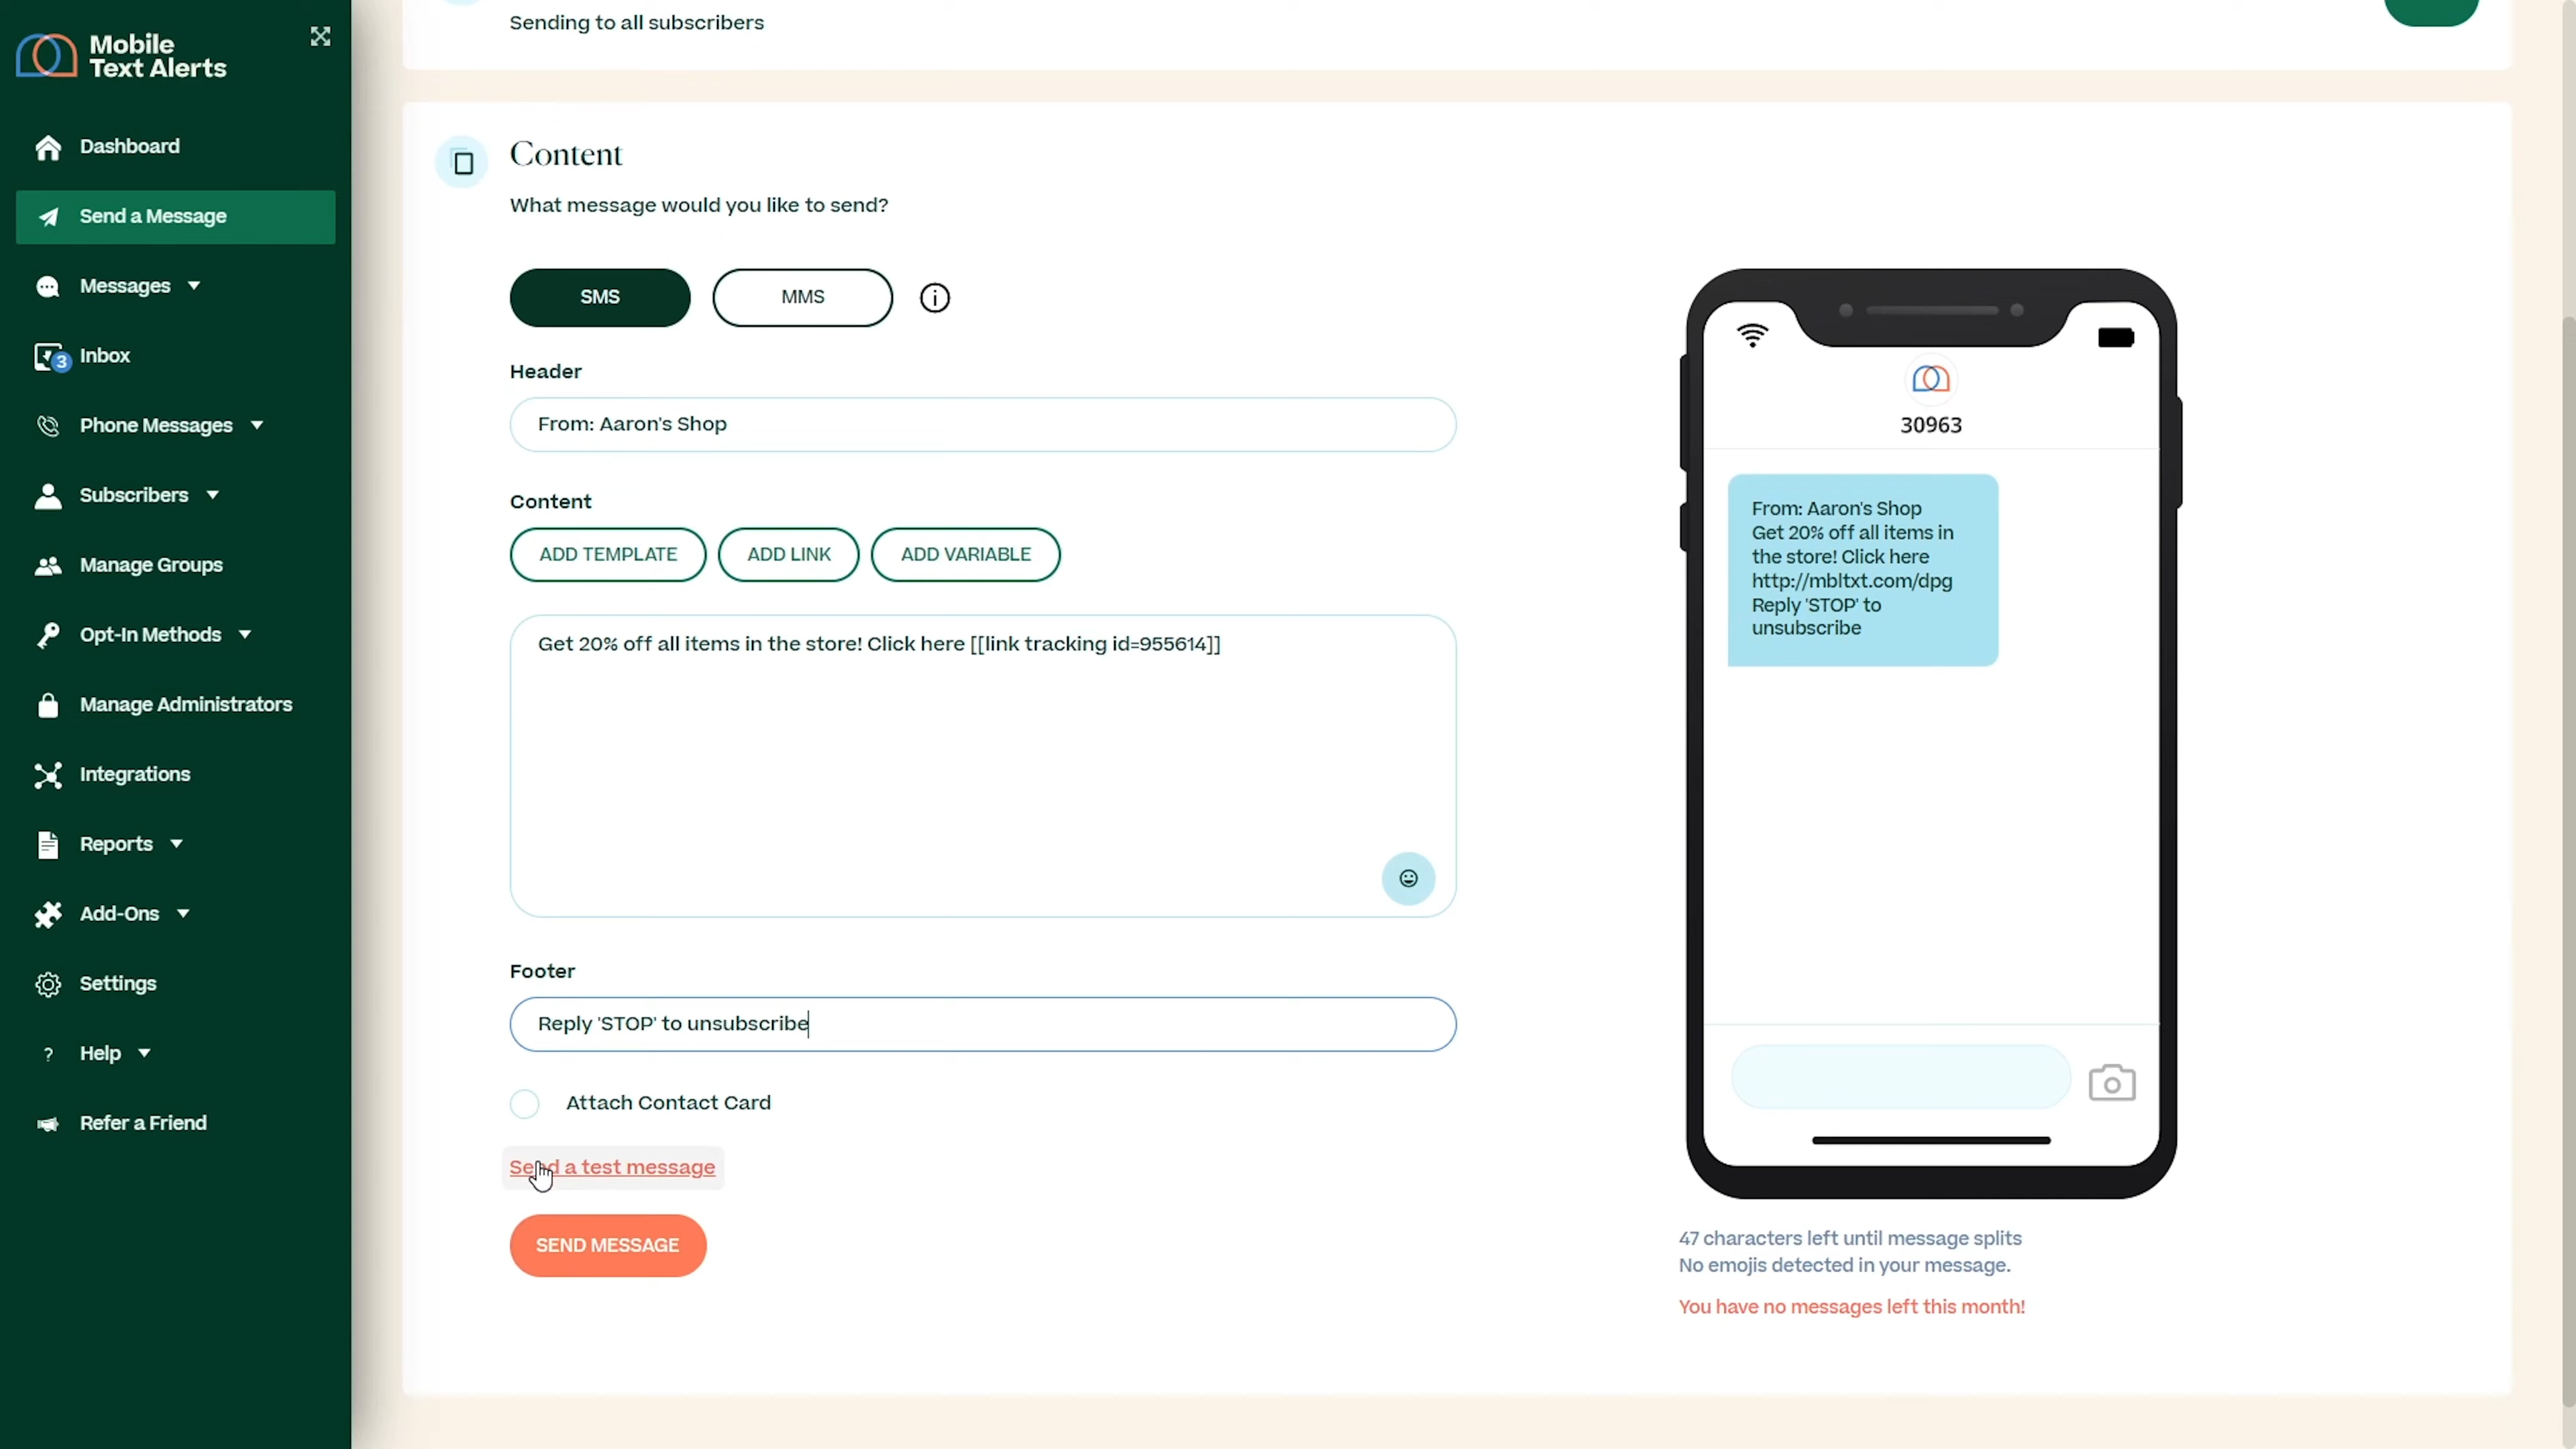 Mobile
Text Alerts
Dashboard
Send a Message
Messages
3
Inbox
Phone Messages
Subscribers
Manage Groups
Opt-In Methods
Manage Administrators
Integrations
Reports
Add-Ons
Settings
? Help
Refer a Friend
Sending to all subscribers
Content
What message would you like to send?
SMS
MMS
i
Header
From: Aaron's Shop
Content
ADD TEMPLATE
ADD LINK
ADD VARIABLE
Get 20% off all items in the store! Click here [[link tracking id=955614]]
Footer
Reply 'STOP' to unsubscribe
Attach Contact Card
Send a test message
SEND MESSAGE
30963
From: Aaron's Shop
Get 20% off all items in
the store! Click here
http://mbltxt.com/dpg
Reply 'STOP' to
unsubscribe
47 characters left until message splits
No emojis detected in your message.
You have no messages left this month!